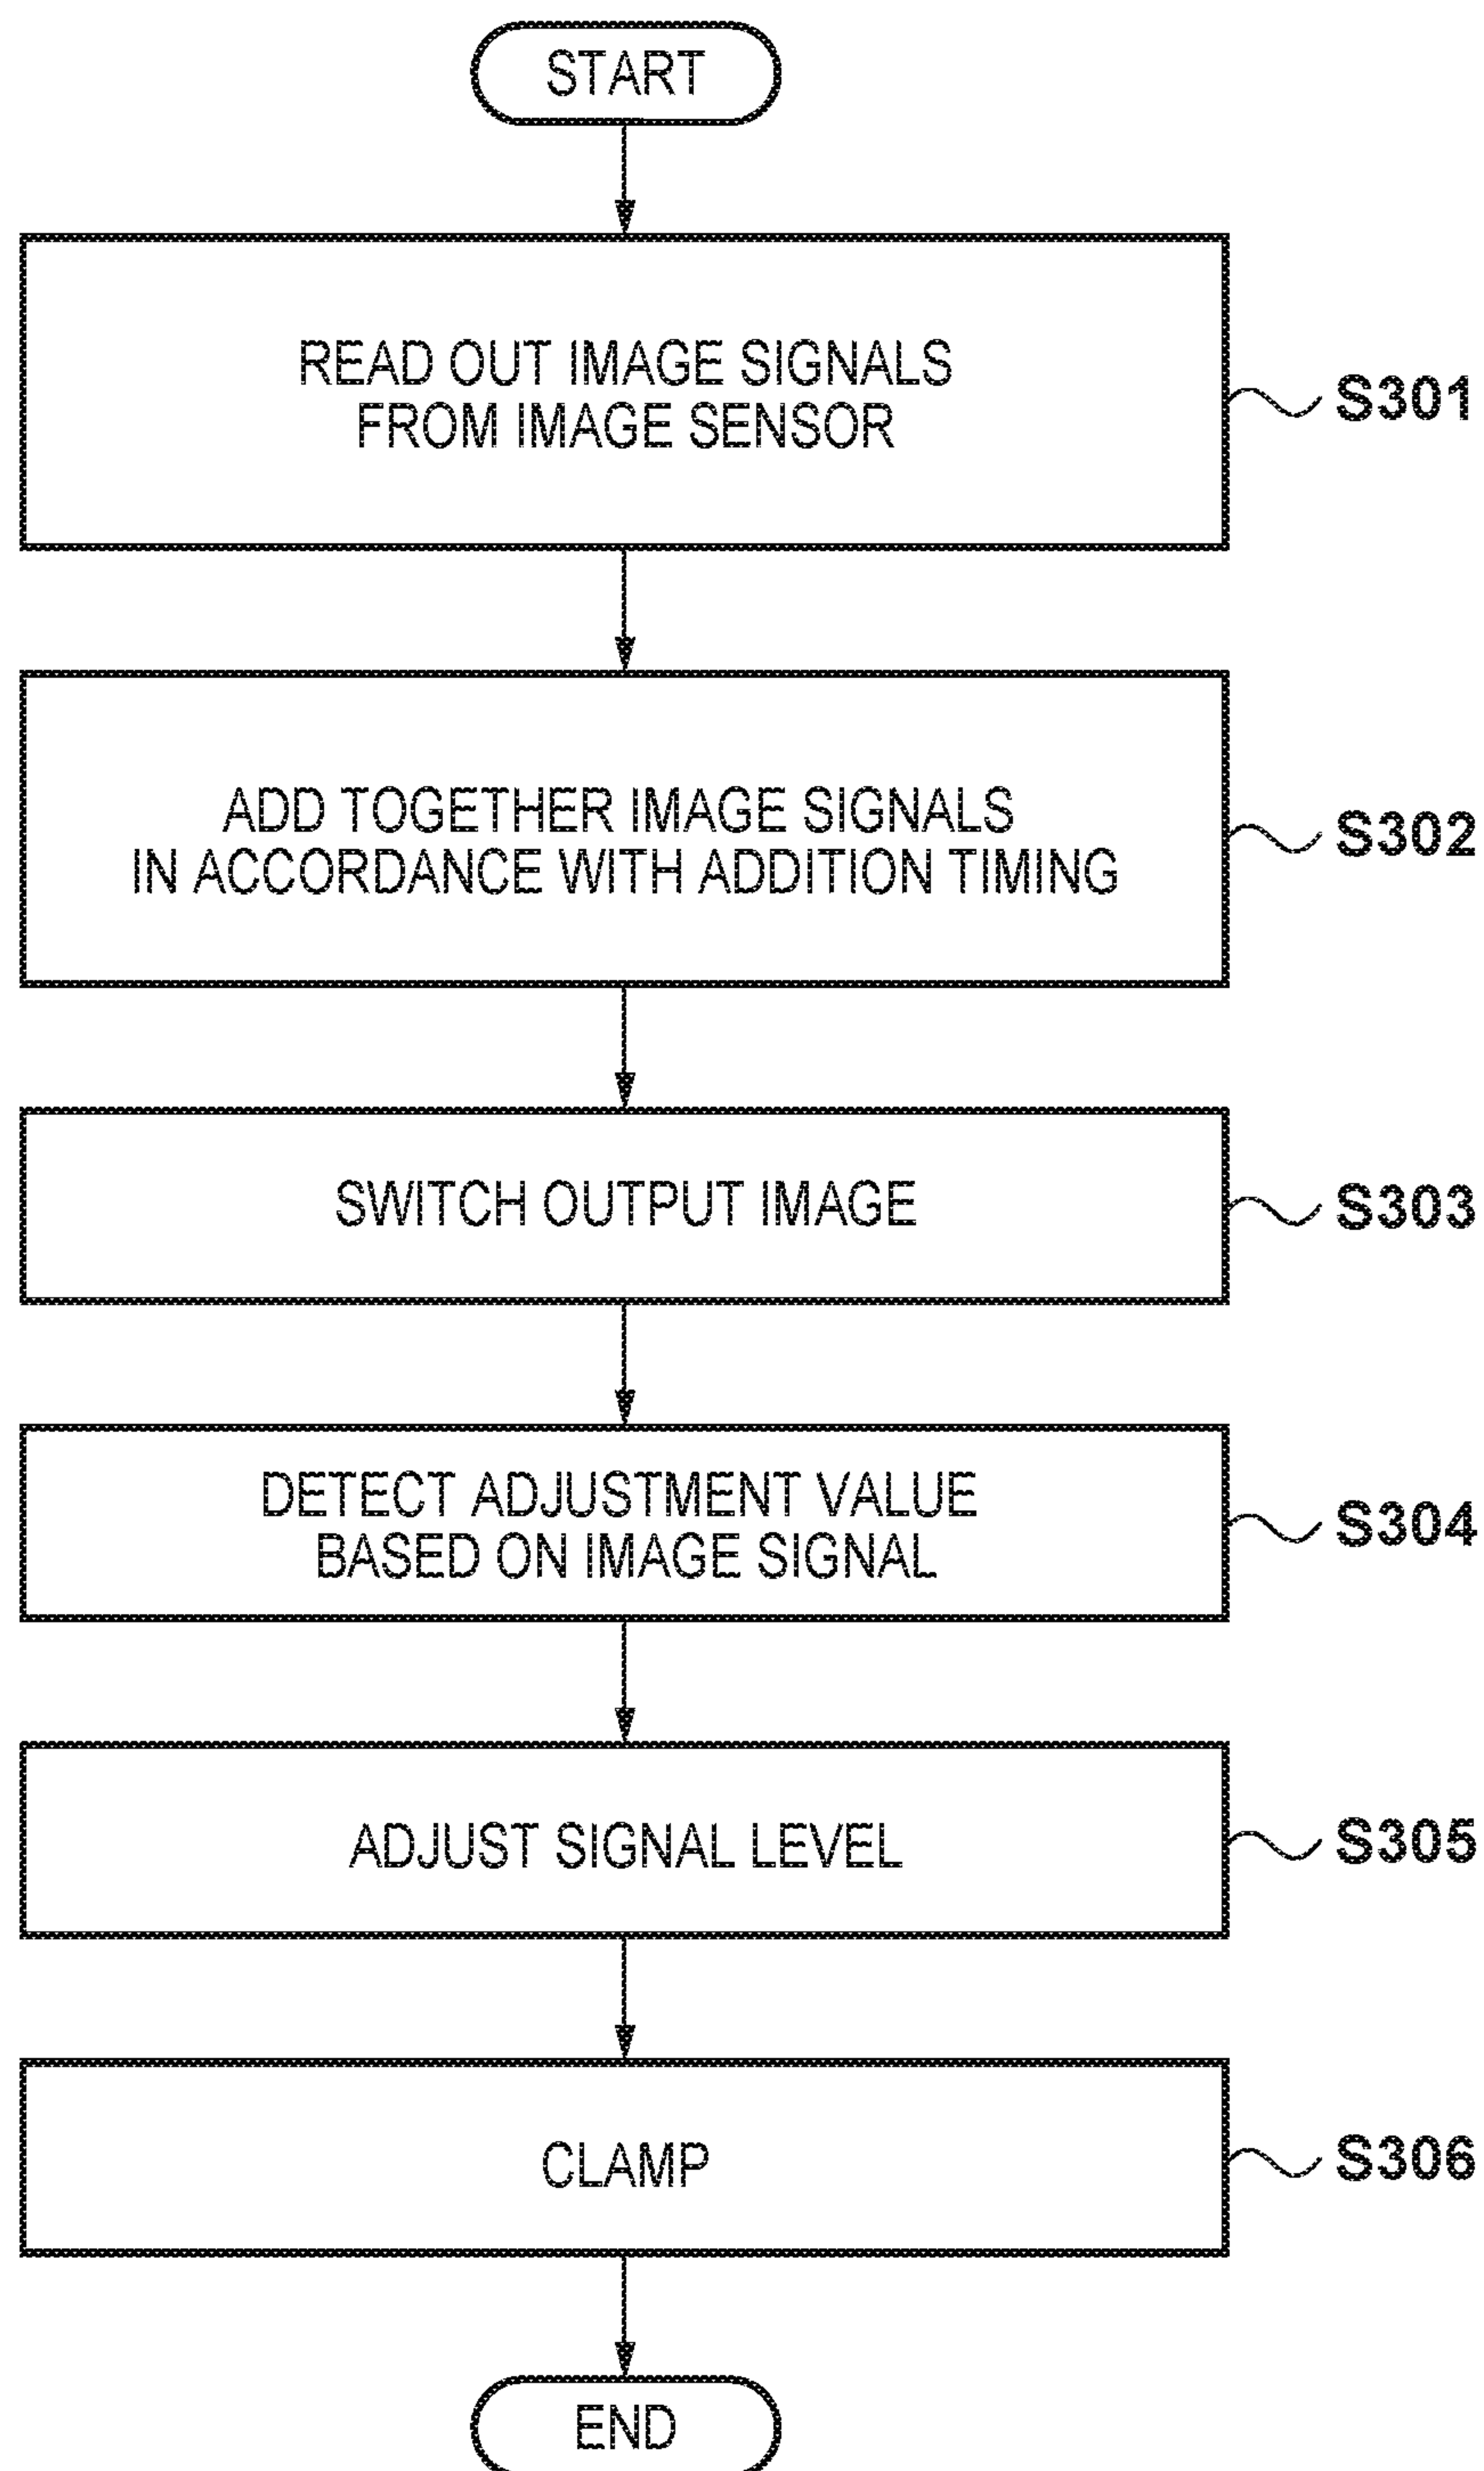 START
READ OUT IMAGE SIGNALS
FROM IMAGE SENSOR
S301
ADD TOGETHER IMAGE SIGNALS
IN ACCORDANCE WITH ADDITION TIMING
S302
SWITCH OUTPUT IMAGE
S303
DETECT ADJUSTMENT VALUE
BASED ON IMAGE SIGNAL
S304
ADJUST SIGNAL LEVEL
S305
CLAMP
S306
END